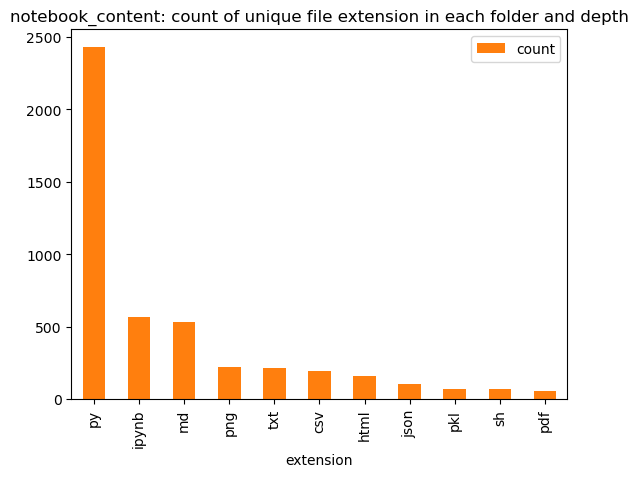 notebook_content: count of unique file extension in each folder and depth
count
2500
2000
1500
1000
500
0
py
ipynb
md
png
txt
csv
html
json
pkl
sh
pdf
extension